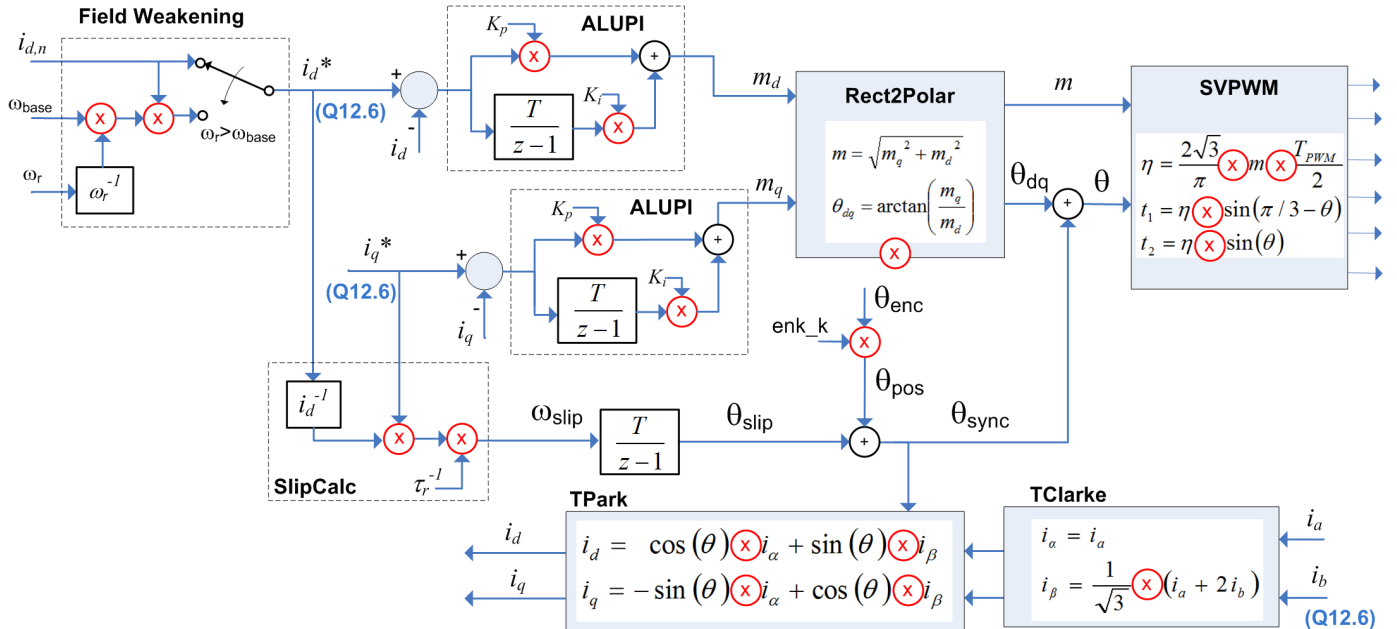 Field Weakening
i_{d,n}
ω_base
ω_r
x
x
ω_r^{-1}
ω_r>ω_base
i_d*
(Q12.6)
+
-
i_d
ALUPI
K_p
x
+
T
z−1
K_i
x
m_d
i_q*
(Q12.6)
+
-
i_q
ALUPI
K_p
x
+
T
z−1
K_i
x
m_q
Rect2Polar
m = √(m_q² + m_d²)
θ_dq = arctan(m_q/m_d)
x
m
θ_dq
+
θ
SVPWM
η = 2√3/π x m x T_PWM/2
t_1 = η x sin(π / 3−θ)
t_2 = η x sin(θ)
θ_enc
enk_k
x
θ_pos
i_d^{-1}
x
x
τ_r^{-1}
SlipCalc
ω_slip
T
z−1
θ_slip
+
θ_sync
TPark
i_d = cos(θ) x i_α + sin(θ) x i_β
i_q = −sin(θ) x i_α + cos(θ) x i_β
i_d
i_q
TClarke
i_α = i_a
i_β = 1/√3 x (i_a + 2i_b)
i_a
i_b
(Q12.6)